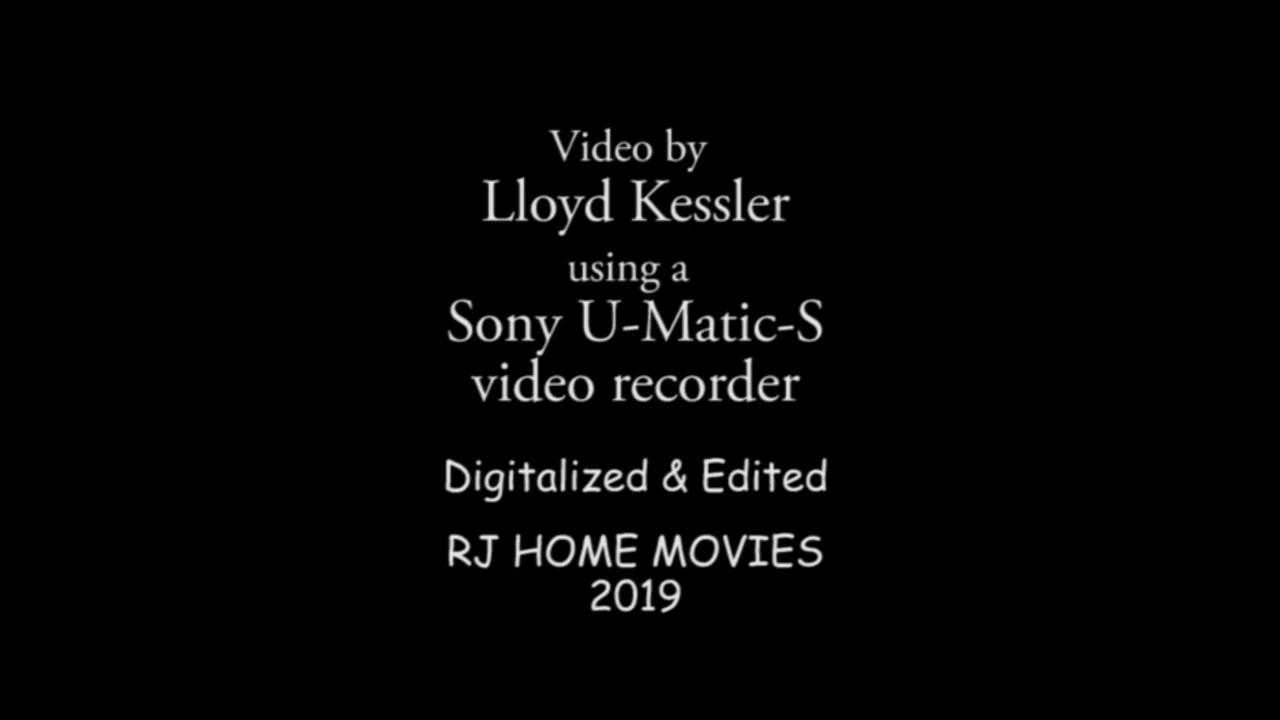 Video by
Lloyd Kessler
using a
Sony U-Matic-S
video recorder
Digitalized & Edited
RJ HOME MOVIES
2019